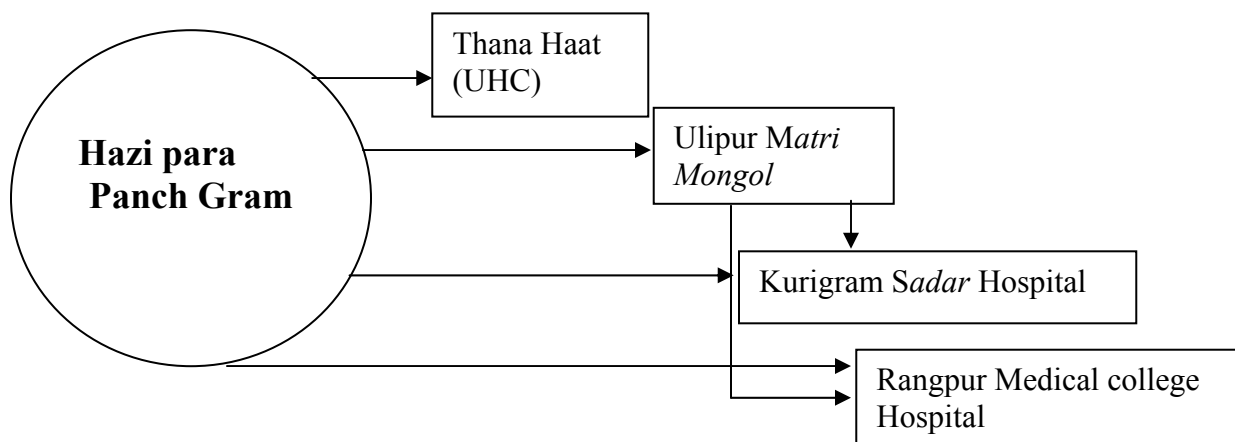 Thana Haat
(UHC)
Hazi para
Panch Gram
Ulipur Matri
Mongol
Kurigram Sadar Hospital
Rangpur Medical college
Hospital